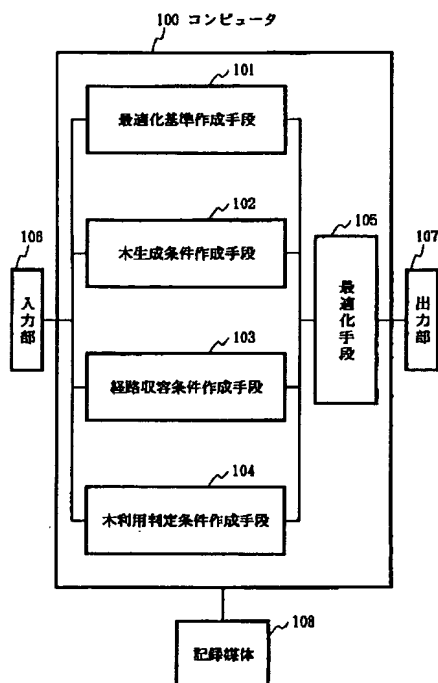 100 コンピュータ
101
最適化基準作成手段
102
木生成条件作成手段
103
経路収容条件作成手段
104
木利用判定条件作成手段
105
最適化手段
106
入力部
107
出力部
108
記録媒体